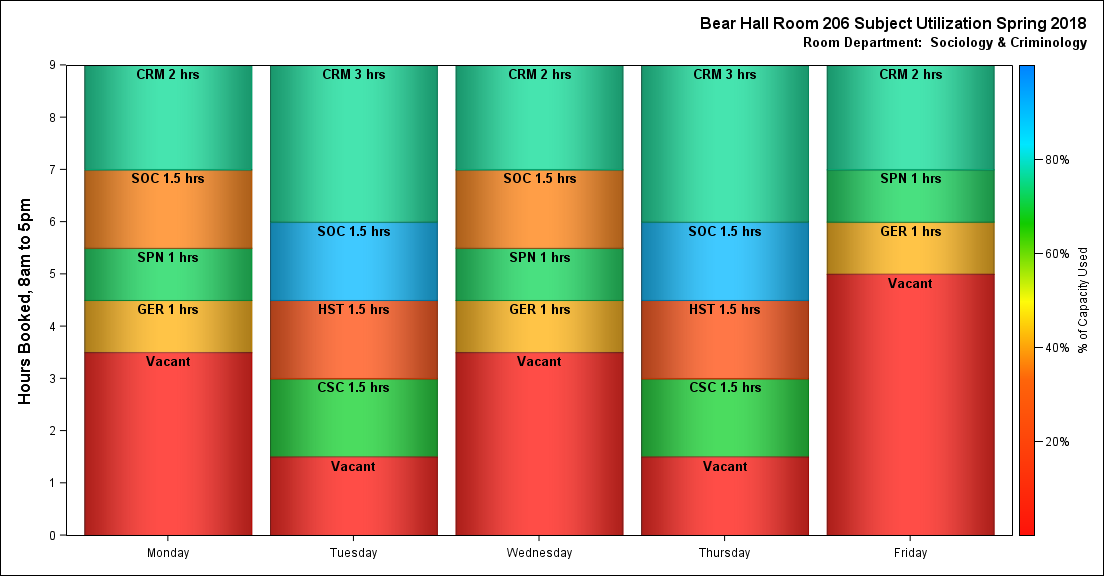 Bear Hall Room 206 Subject Utilization Spring 2018
Room Department:  Sociology & Criminology
Hours Booked, 8am to 5pm
9
8
7
6
5
4
3
2
1
0
CRM 2 hrs
SOC 1.5 hrs
SPN 1 hrs
GER 1 hrs
Vacant
Monday
CRM 3 hrs
SOC 1.5 hrs
HST 1.5 hrs
CSC 1.5 hrs
Vacant
Tuesday
CRM 2 hrs
SOC 1.5 hrs
SPN 1 hrs
GER 1 hrs
Vacant
Wednesday
CRM 3 hrs
SOC 1.5 hrs
HST 1.5 hrs
CSC 1.5 hrs
Vacant
Thursday
CRM 2 hrs
SPN 1 hrs
GER 1 hrs
Vacant
Friday
80%
60%
40%
20%
% of Capacity Used